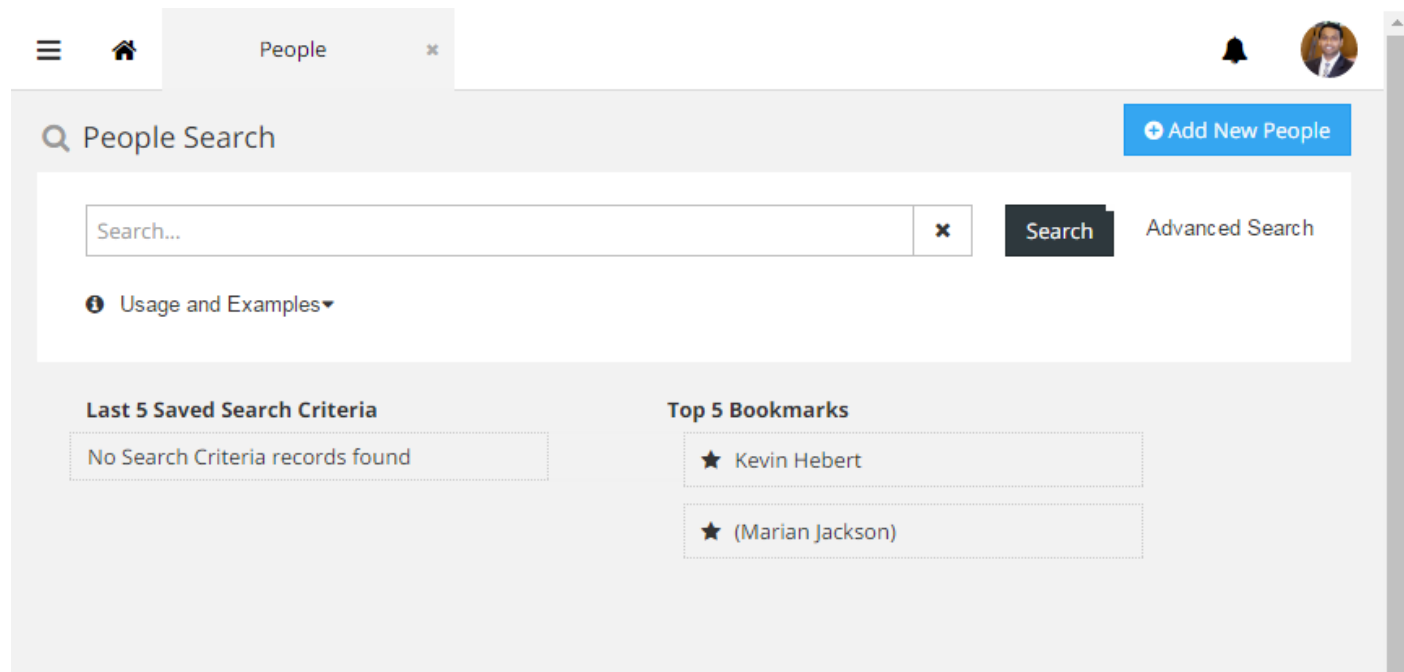 People
People Search
Add New People
Search...
Search
Advanced Search
Usage and Examples
Last 5 Saved Search Criteria
No Search Criteria records found
Top 5 Bookmarks
Kevin Hebert
(Marian Jackson)